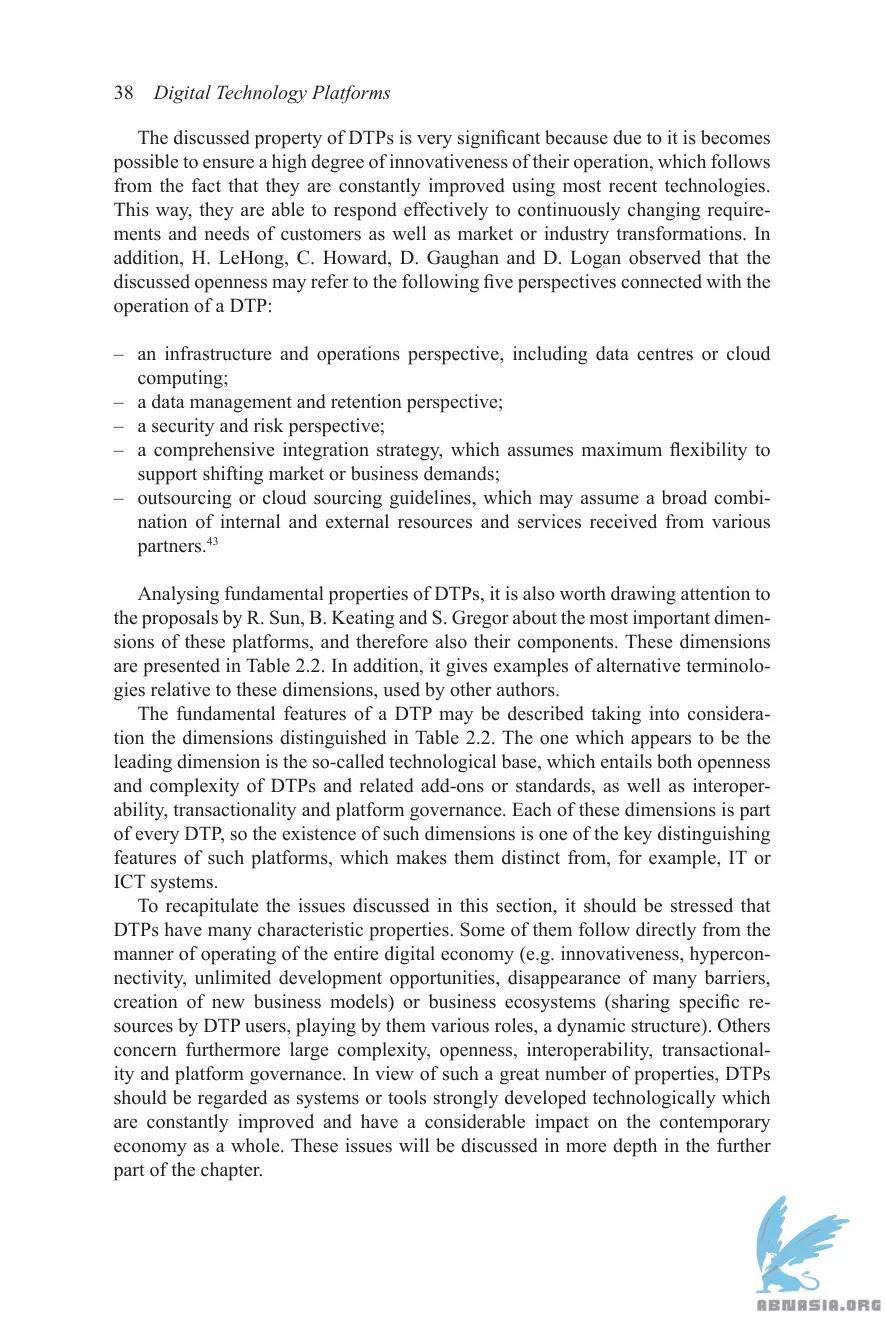 38 Digital Technology Platforms
The discussed property of DTPs is very significant because due to it is becomes
possible to ensure a high degree of innovativeness of their operation, which follows
from the fact that they are constantly improved using most recent technologies.
This way, they are able to respond effectively to continuously changing require-
ments and needs of customers as well as market or industry transformations. In
addition, H. LeHong, C. Howard, D. Gaughan and D. Logan observed that the
discussed openness may refer to the following five perspectives connected with the
operation of a DTP:
– an infrastructure and operations perspective, including data centres or cloud
computing;
– a data management and retention perspective;
– a security and risk perspective;
– a comprehensive integration strategy, which assumes maximum flexibility to
support shifting market or business demands;
– outsourcing or cloud sourcing guidelines, which may assume a broad combi-
nation of internal and external resources and services received from various
partners.43
Analysing fundamental properties of DTPs, it is also worth drawing attention to
the proposals by R. Sun, B. Keating and S. Gregor about the most important dimen-
sions of these platforms, and therefore also their components. These dimensions
are presented in Table 2.2. In addition, it gives examples of alternative terminolo-
gies relative to these dimensions, used by other authors.
The fundamental features of a DTP may be described taking into considera-
tion the dimensions distinguished in Table 2.2. The one which appears to be the
leading dimension is the so-called technological base, which entails both openness
and complexity of DTPs and related add-ons or standards, as well as interoper-
ability, transactionality and platform governance. Each of these dimensions is part
of every DTP, so the existence of such dimensions is one of the key distinguishing
features of such platforms, which makes them distinct from, for example, IT or
ICT systems.
To recapitulate the issues discussed in this section, it should be stressed that
DTPs have many characteristic properties. Some of them follow directly from the
manner of operating of the entire digital economy (e.g. innovativeness, hypercon-
nectivity, unlimited development opportunities, disappearance of many barriers,
creation of new business models) or business ecosystems (sharing specific re-
sources by DTP users, playing by them various roles, a dynamic structure). Others
concern furthermore large complexity, openness, interoperability, transactional-
ity and platform governance. In view of such a great number of properties, DTPs
should be regarded as systems or tools strongly developed technologically which
are constantly improved and have a considerable impact on the contemporary
economy as a whole. These issues will be discussed in more depth in the further
part of the chapter.
ABNASIA.ORG